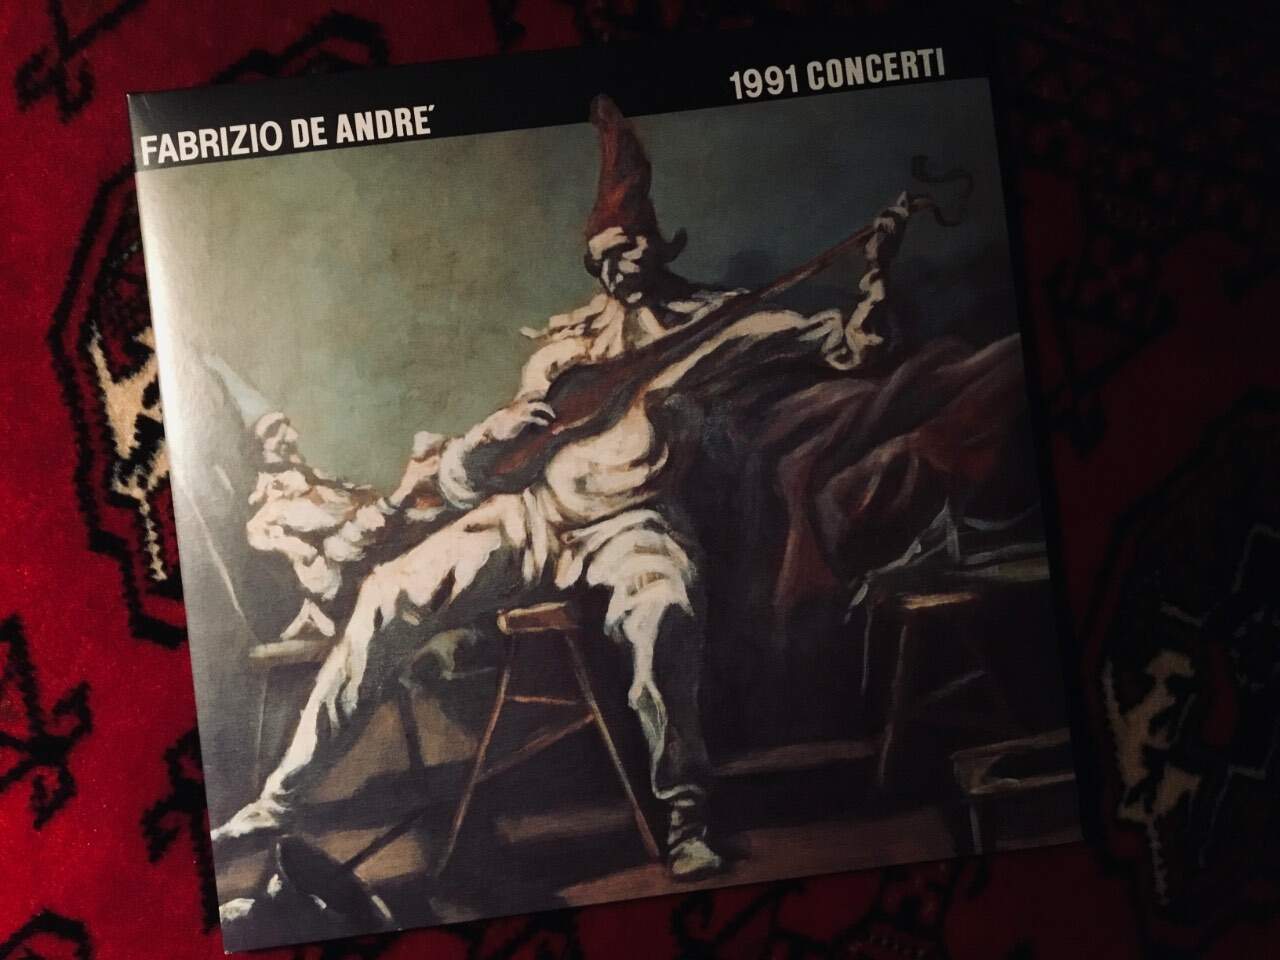 FABRIZIO DE ANDRE´
1991 CONCERTI